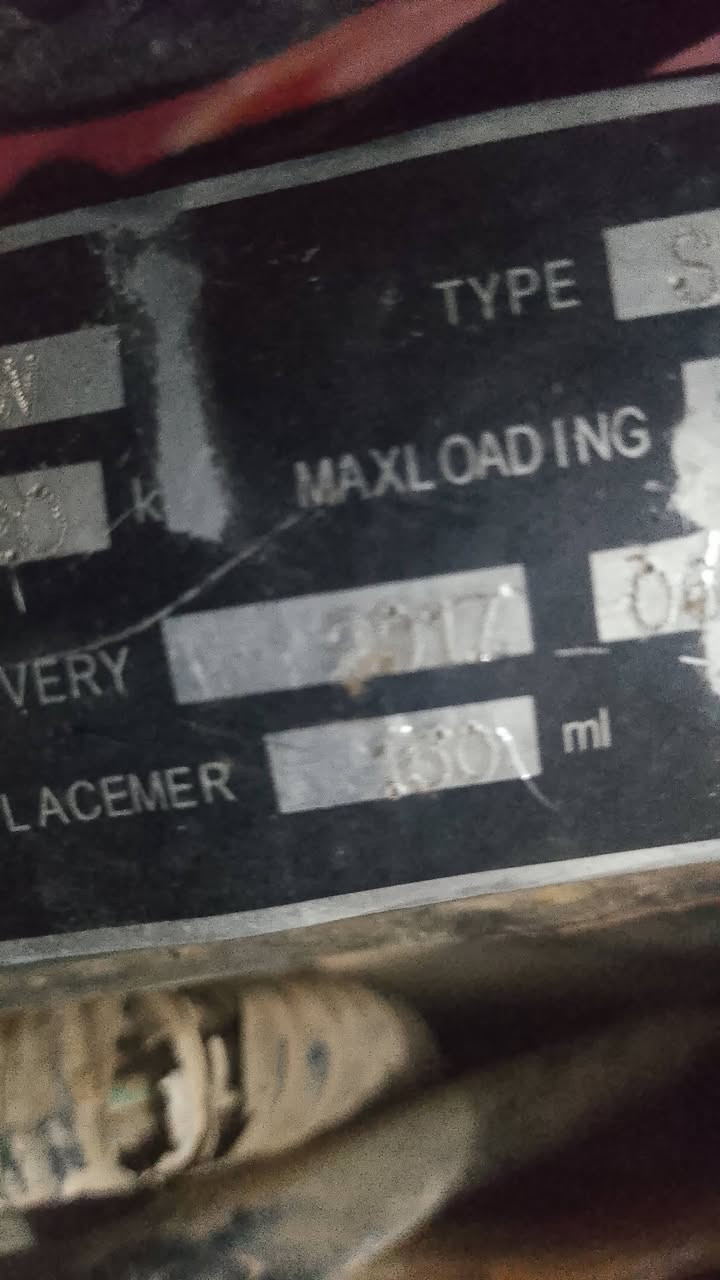 TYPE S
N
k MAXLOADING
VERY 2017
LACEMER ml